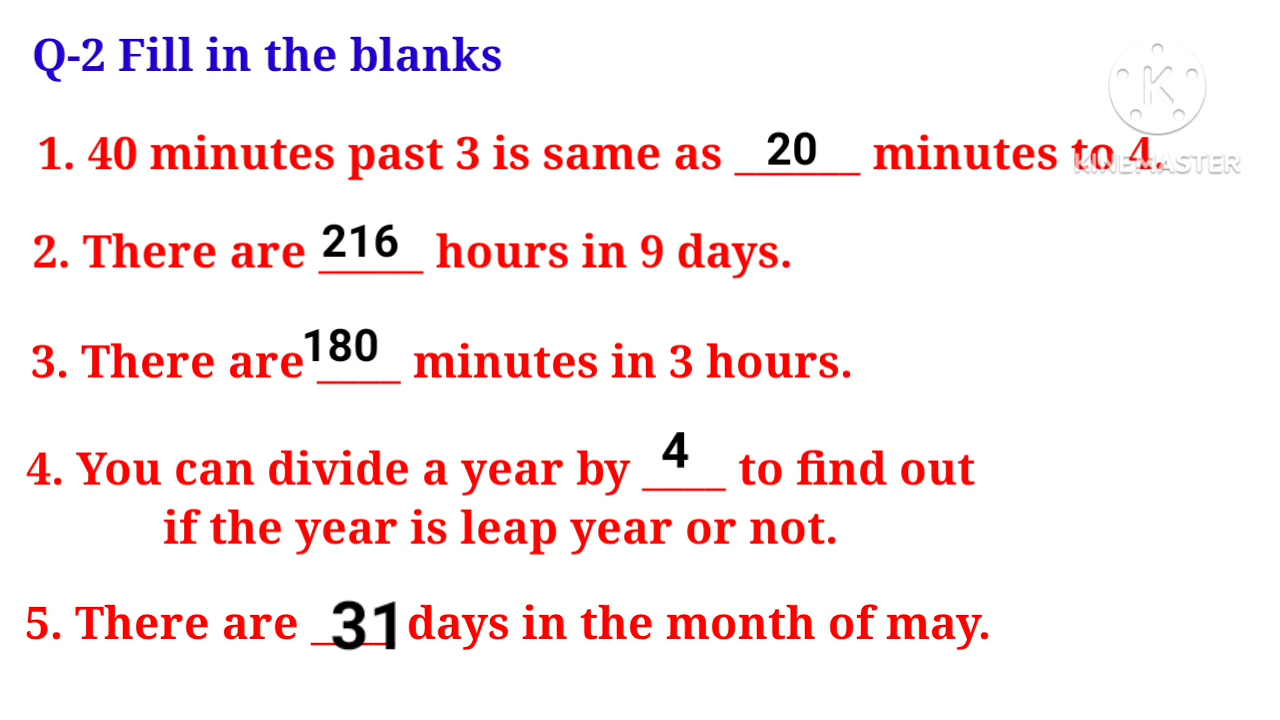 Q-2 Fill in the blanks
1. 40 minutes past 3 is same as 20 minutes to 4.
2. There are 216 hours in 9 days.
3. There are 180 minutes in 3 hours.
4. You can divide a year by 4 to find out
if the year is leap year or not.
5. There are 31 days in the month of may.
K
KINEMASTER